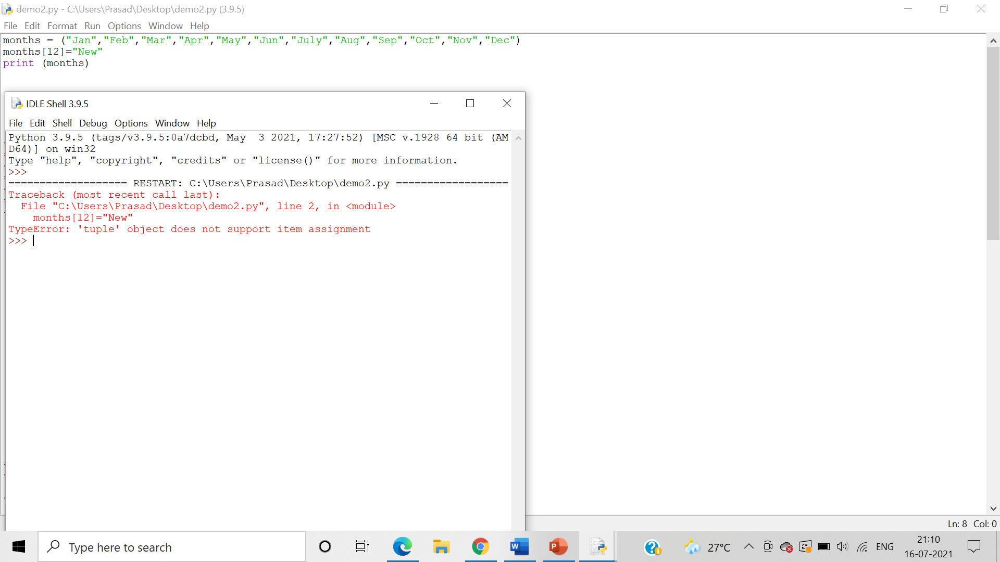 demo2.py - C:\Users\Prasad\Desktop\demo2.py (3.9.5)
File Edit Format Run Options Window Help
months = ("Jan","Feb","Mar","Apr","May","Jun","July","Aug","Sep","Oct","Nov","Dec")
months[12]="New"
print (months)
IDLE Shell 3.9.5
File Edit Shell Debug Options Window Help
Python 3.9.5 (tags/v3.9.5:0a7dcbd, May  3 2021, 17:27:52) [MSC v.1928 64 bit (AM
D64)] on win32
Type "help", "copyright", "credits" or "license()" for more information.
>>>
=================== RESTART: C:\Users\Prasad\Desktop\demo2.py ==================
Traceback (most recent call last):
  File "C:\Users\Prasad\Desktop\demo2.py", line 2, in <module>
    months[12]="New"
TypeError: 'tuple' object does not support item assignment
>>>
Ln: 8 Col: 0
Type here to search
27°C
ENG
21:10
16-07-2021